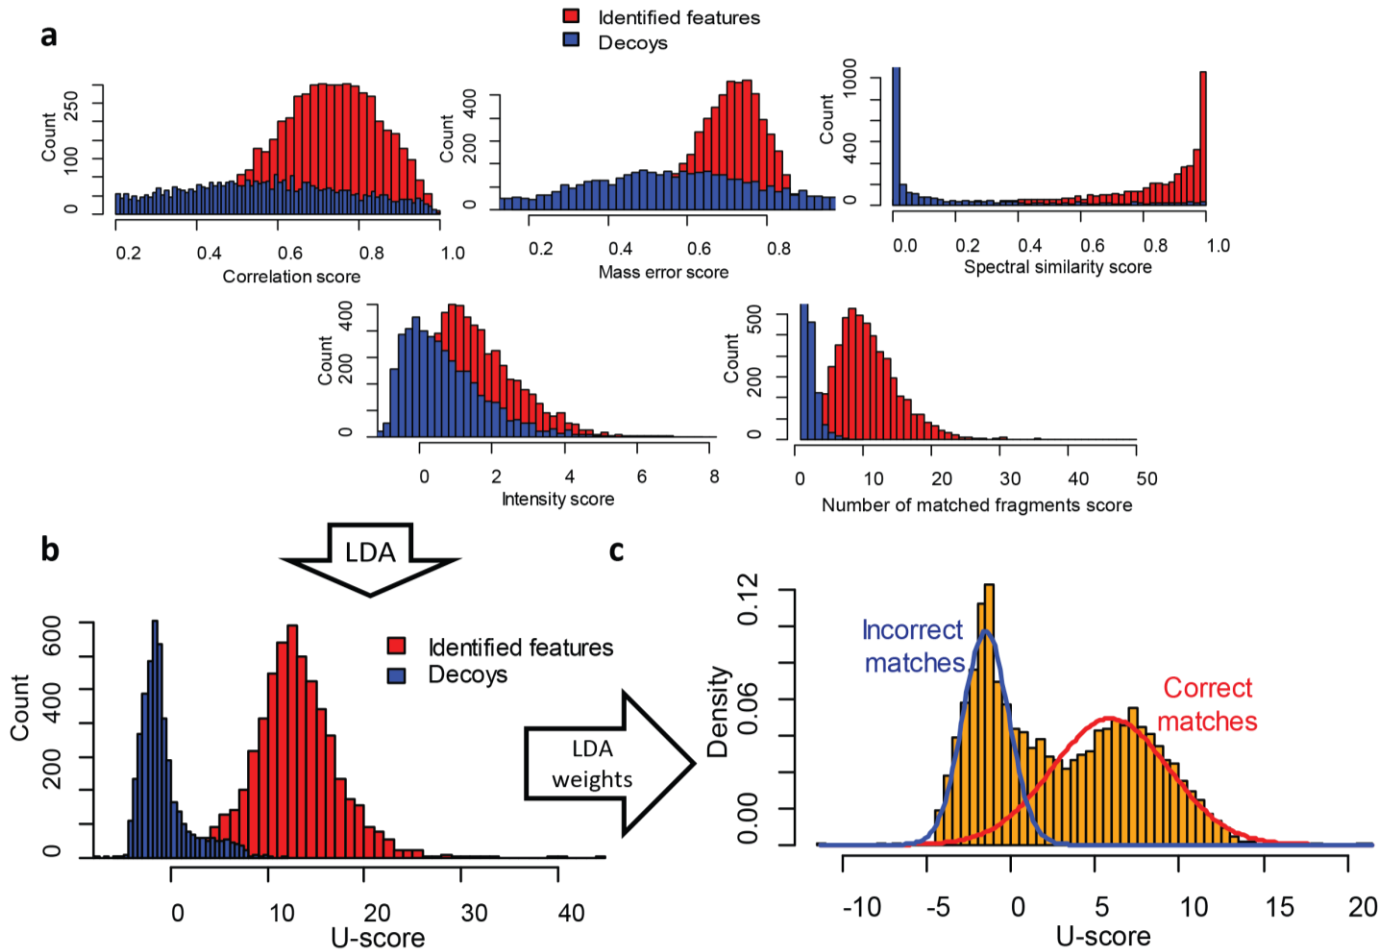 a
Identified features
Decoys
Count
0
100
250
0.2 0.4 0.6 0.8 1.0
Correlation score
Count
0
200
400
0.2 0.4 0.6 0.8
Mass error score
Count
0
400
1000
0.0 0.2 0.4 0.6 0.8 1.0
Spectral similarity score
Count
0
200
400
0 2 4 6 8
Intensity score
Count
0
200
500
0 10 20 30 40 50
Number of matched fragments score
b
LDA
Count
0
200
400
600
Identified features
Decoys
0 10 20 30 40
U-score
LDA
weights
c
Density
0.00
0.06
0.12
Incorrect
matches
Correct
matches
-10 -5 0 5 10 15 20
U-score